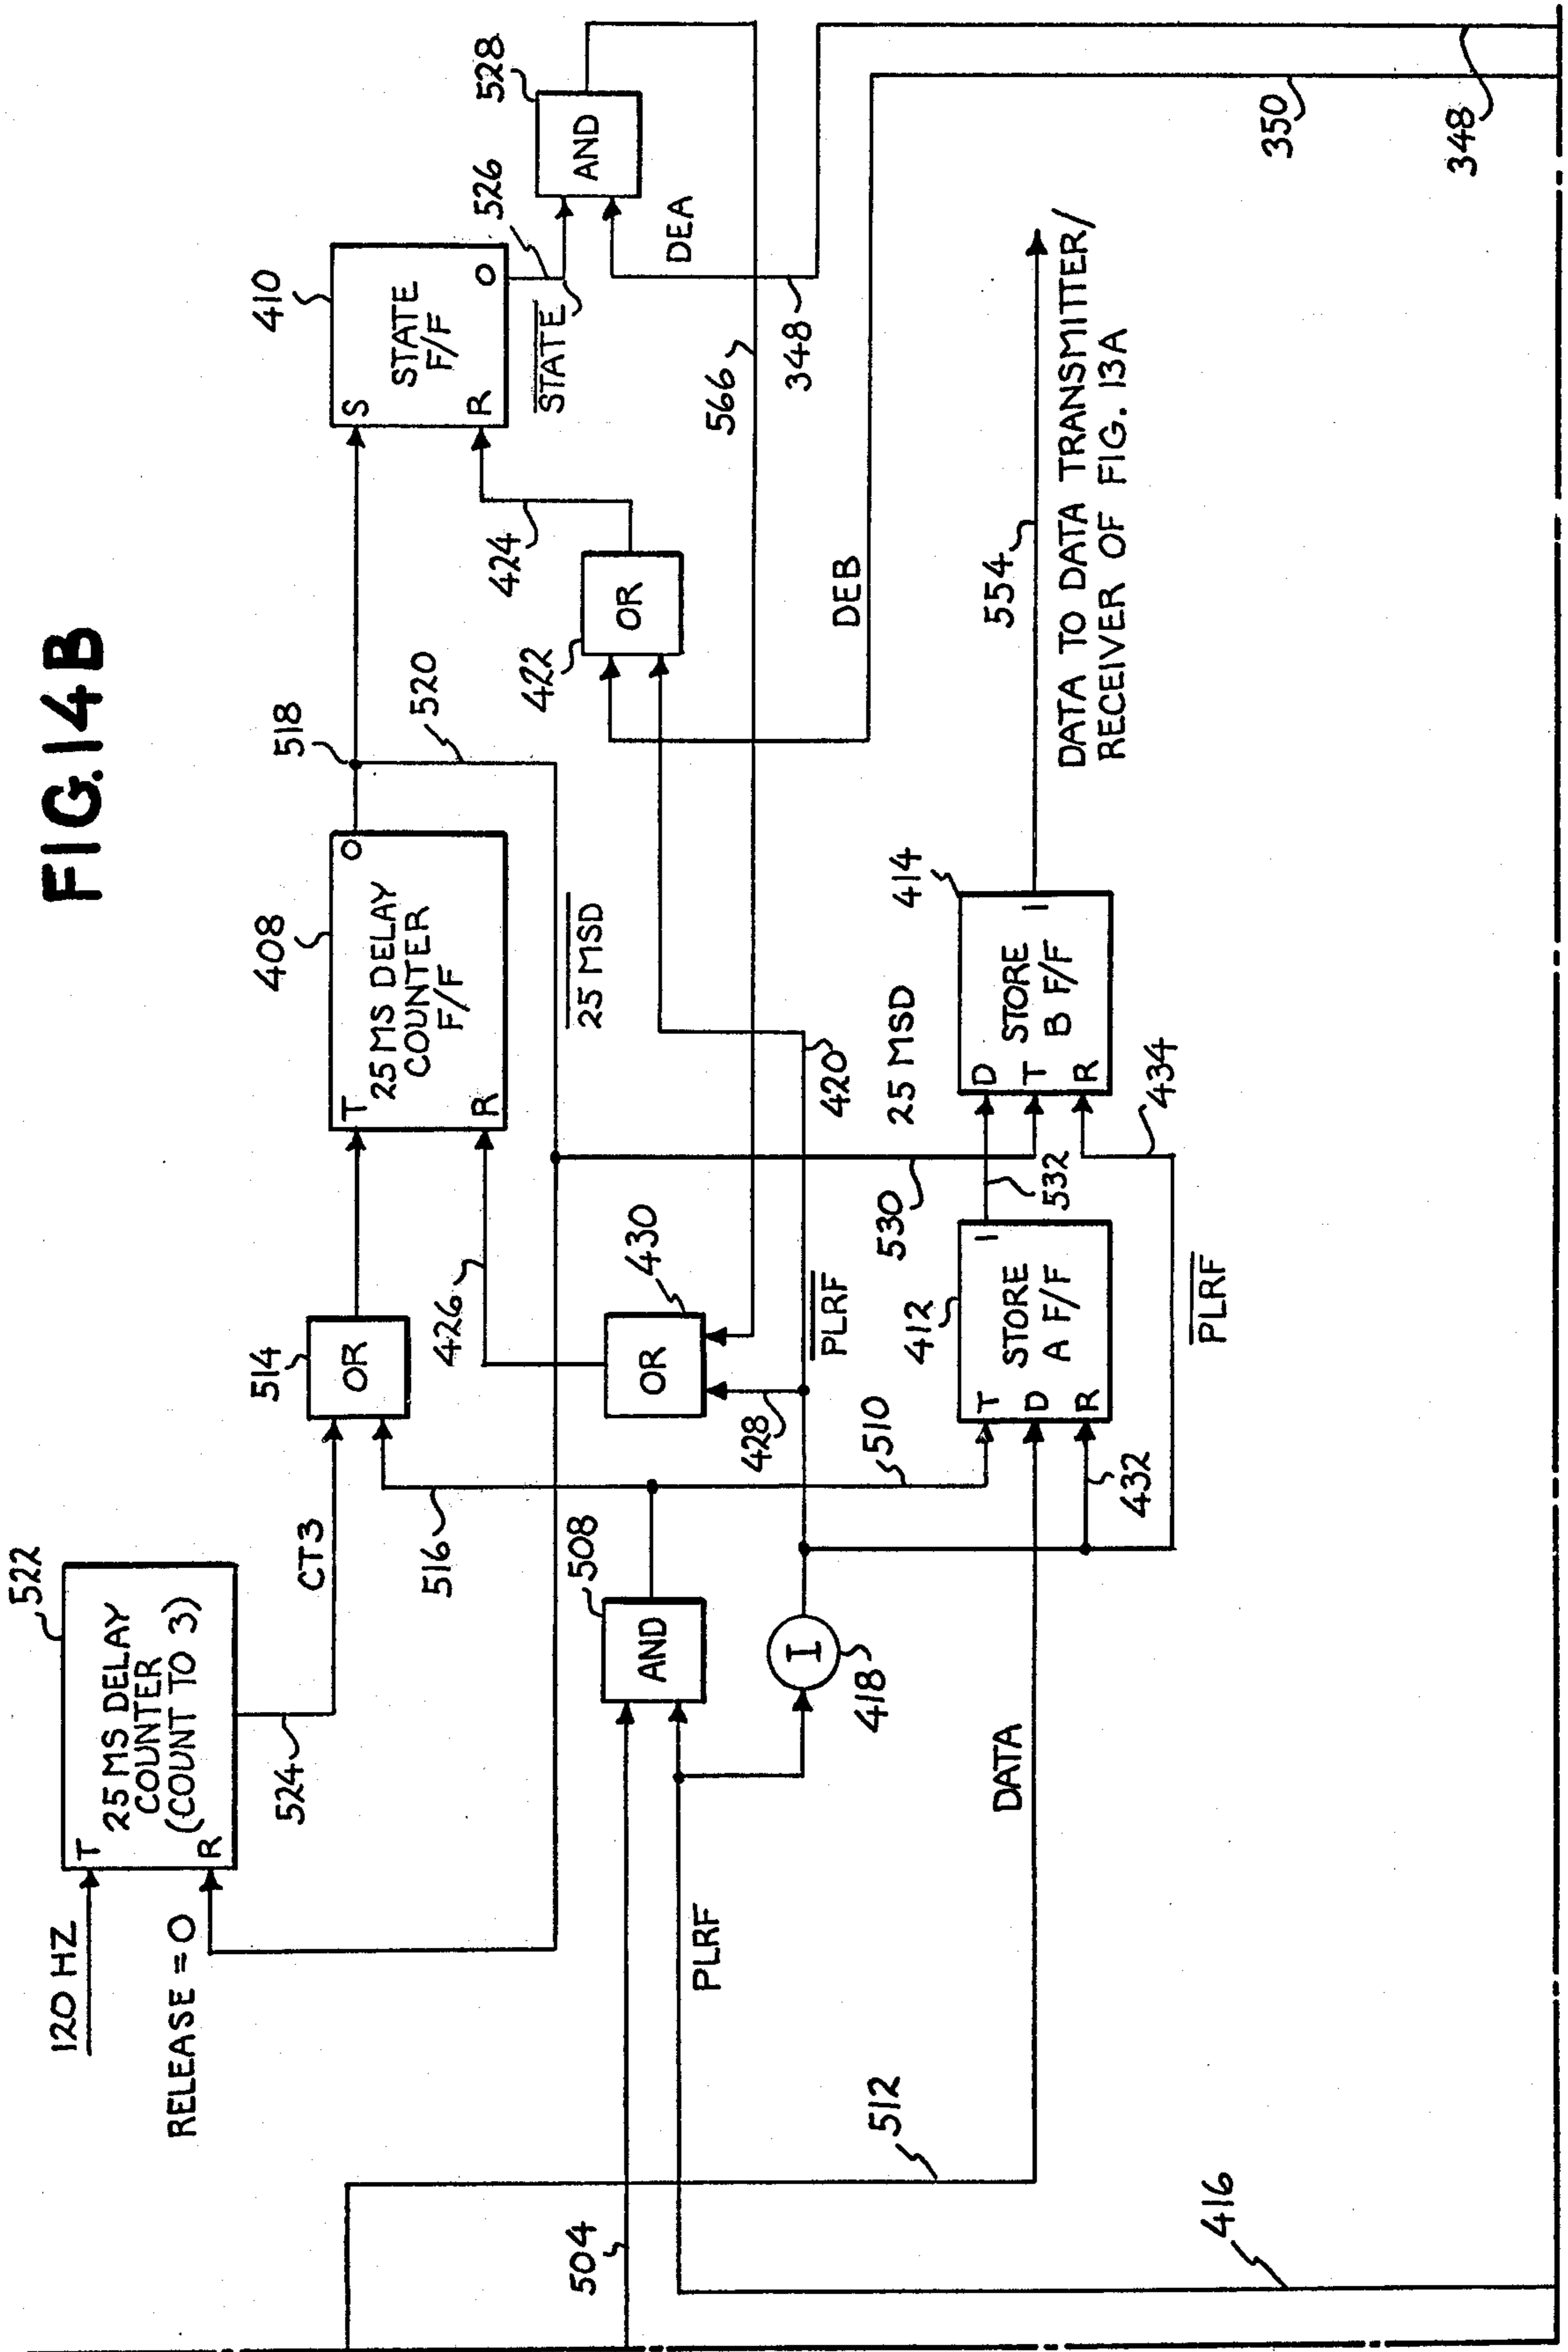 FIG. 14B
522
120 HZ
T
25 MS DELAY
COUNTER
(COUNT TO 3)
R
RELEASE = 0
524
CT3
514
OR
516
408
T
25 MS DELAY
COUNTER
F/F
R
O
518
520
25 MSD
410
S
STATE
F/F
R
O
STATE
526
528
AND
DEA
348
566
424
422
OR
DEB
426
430
OR
428
PLRF
420
504
508
AND
PLRF
I
418
510
512
DATA
412
T
STORE
A F/F
D
R
1
432
530
532
25 MSD
414
D
STORE
B F/F
T
R
1
434
PLRF
554
DATA TO DATA TRANSMITTER/
RECEIVER OF FIG. 13A
416
350
348